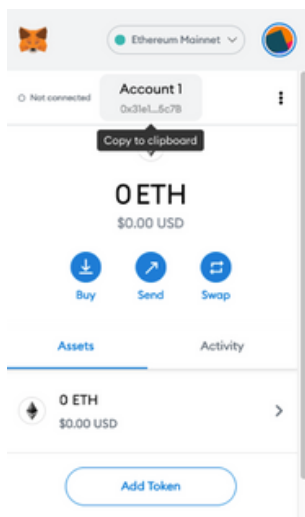 Ethereum Mainnet
Not connected
Account 1
0x31e1...5c7B
Copy to clipboard
0 ETH
$0.00 USD
Buy Send Swap
Assets Activity
0 ETH
$0.00 USD
Add Token